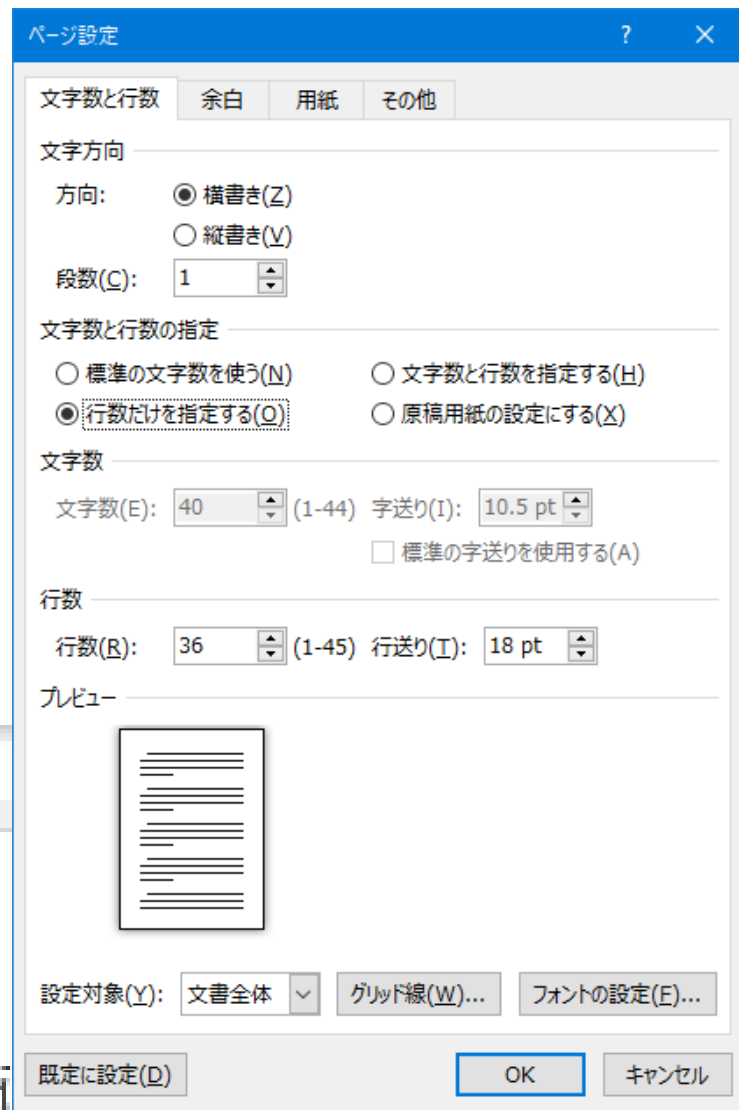 ページ設定 ? ×
文字数と行数 余白 用紙 その他
文字方向
方向: 横書き(Z)
縦書き(V)
段数(C): 1
文字数と行数の指定
標準の文字数を使う(N) 文字数と行数を指定する(H)
行数だけを指定する(O) 原稿用紙の設定にする(X)
文字数
文字数(E): 40 (1-44) 字送り(I): 10.5 pt
標準の字送りを使用する(A)
行数
行数(R): 36 (1-45) 行送り(T): 18 pt
プレビュー
設定対象(Y): 文書全体 グリッド線(W)... フォントの設定(F)...
既定に設定(D) OK キャンセル